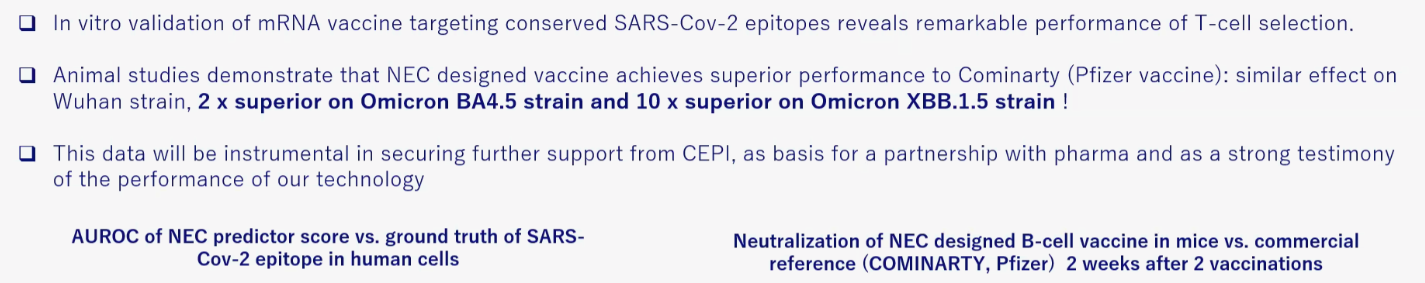 In vitro validation of mRNA vaccine targeting conserved SARS-Cov-2 epitopes reveals remarkable performance of T-cell selection.
Animal studies demonstrate that NEC designed vaccine achieves superior performance to Cominarty (Pfizer vaccine): similar effect on
Wuhan strain, 2 x superior on Omicron BA4.5 strain and 10 x superior on Omicron XBB.1.5 strain !
This data will be instrumental in securing further support from CEPI, as basis for a partnership with pharma and as a strong testimony
of the performance of our technology
AUROC of NEC predictor score vs. ground truth of SARS-
Cov-2 epitope in human cells
Neutralization of NEC designed B-cell vaccine in mice vs. commercial
reference (COMINARTY, Pfizer) 2 weeks after 2 vaccinations